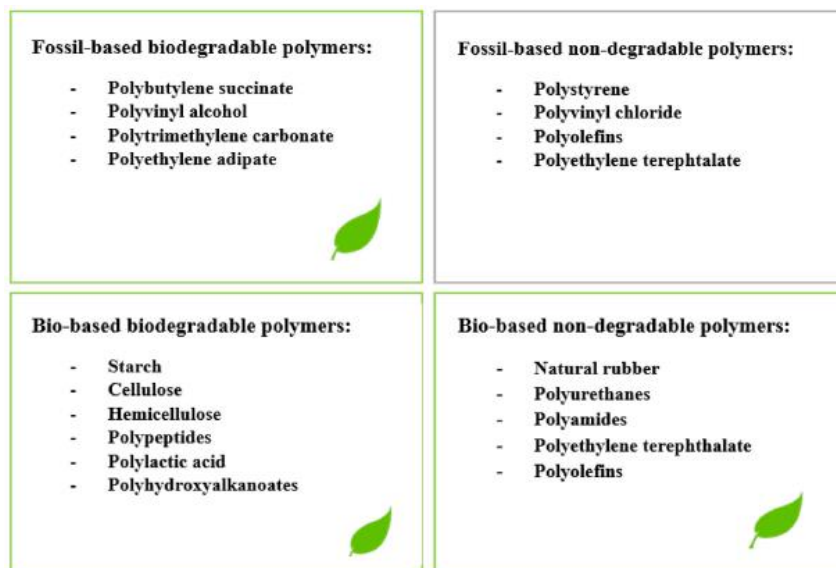 Fossil-based biodegradable polymers:
- Polybutylene succinate
- Polyvinyl alcohol
- Polytrimethylene carbonate
- Polyethylene adipate
Fossil-based non-degradable polymers:
- Polystyrene
- Polyvinyl chloride
- Polyolefins
- Polyethylene terephtalate
Bio-based biodegradable polymers:
- Starch
- Cellulose
- Hemicellulose
- Polypeptides
- Polylactic acid
- Polyhydroxyalkanoates
Bio-based non-degradable polymers:
- Natural rubber
- Polyurethanes
- Polyamides
- Polyethylene terephthalate
- Polyolefins